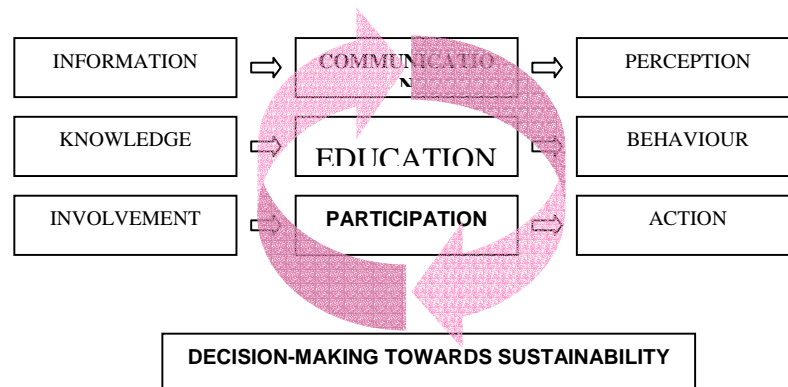 INFORMATION
COMMUNICATIO
N
PERCEPTION
KNOWLEDGE
EDUCATION
BEHAVIOUR
INVOLVEMENT
PARTICIPATION
ACTION
DECISION-MAKING TOWARDS SUSTAINABILITY